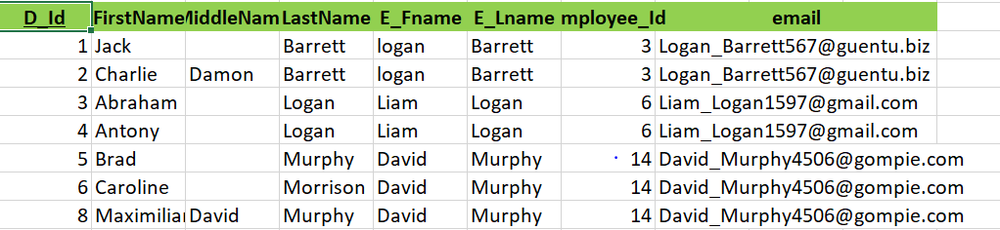 D_Id FirstName MiddleNam LastName E_Fname E_Lname mployee_Id email
1 Jack Barrett logan Barrett 3 Logan_Barrett567@guentu.biz
2 Charlie Damon Barrett logan Barrett 3 Logan_Barrett567@guentu.biz
3 Abraham Logan Liam Logan 6 Liam_Logan1597@gmail.com
4 Antony Logan Liam Logan 6 Liam_Logan1597@gmail.com
5 Brad Murphy David Murphy 14 David_Murphy4506@gompie.com
6 Caroline Morrison David Murphy 14 David_Murphy4506@gompie.com
8 Maximilian David Murphy David Murphy 14 David_Murphy4506@gompie.com